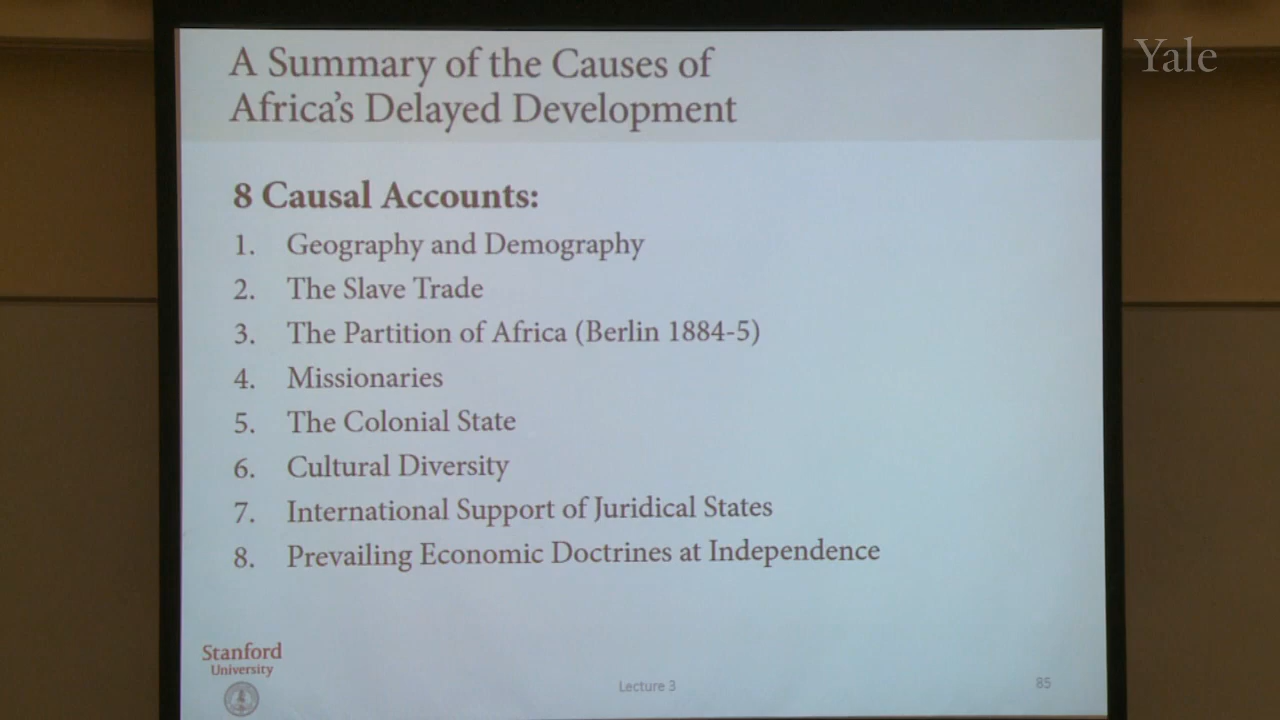 A Summary of the Causes of
Africa's Delayed Development
Yale
8 Causal Accounts:
1. Geography and Demography
2. The Slave Trade
3. The Partition of Africa (Berlin 1884-5)
4. Missionaries
5. The Colonial State
6. Cultural Diversity
7. International Support of Juridical States
8. Prevailing Economic Doctrines at Independence
Stanford
University
Lecture 3
85